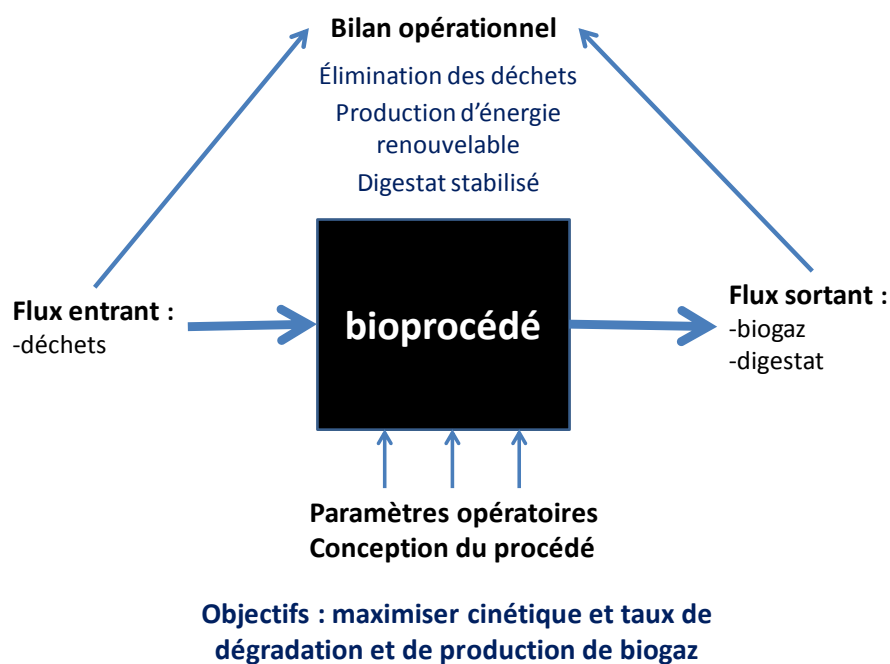 Bilan opérationnel
Élimination des déchets
Production d’énergie
renouvelable
Digestat stabilisé
Flux entrant :
-déchets
bioprocédé
Flux sortant :
-biogaz
-digestat
Paramètres opératoires
Conception du procédé
Objectifs : maximiser cinétique et taux de
dégradation et de production de biogaz